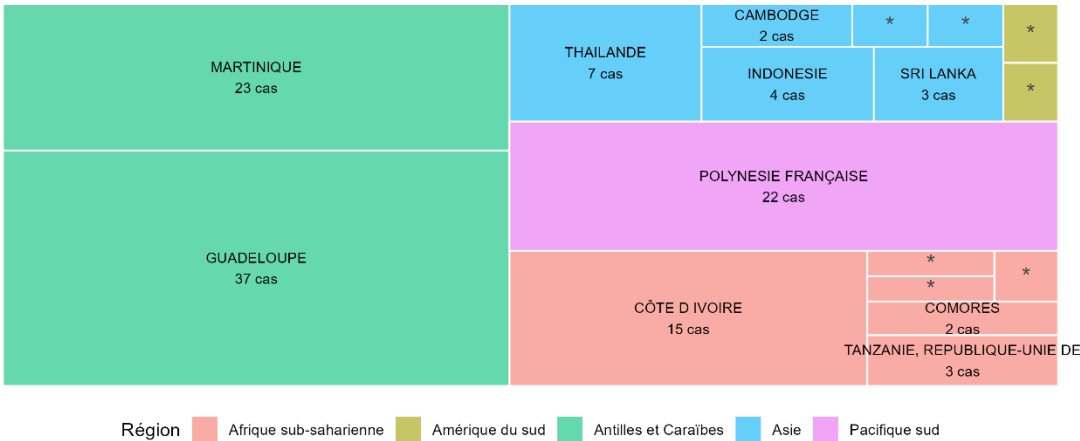 MARTINIQUE
23 cas
GUADELOUPE
37 cas
THAILANDE
7 cas
CAMBODGE
2 cas
*
*
*
INDONESIE
4 cas
SRI LANKA
3 cas
*
POLYNESIE FRANÇAISE
22 cas
CÔTE D IVOIRE
15 cas
*
*
*
COMORES
2 cas
TANZANIE, REPUBLIQUE-UNIE DE
3 cas
Région Afrique sub-saharienne Amérique du sud Antilles et Caraïbes Asie Pacifique sud